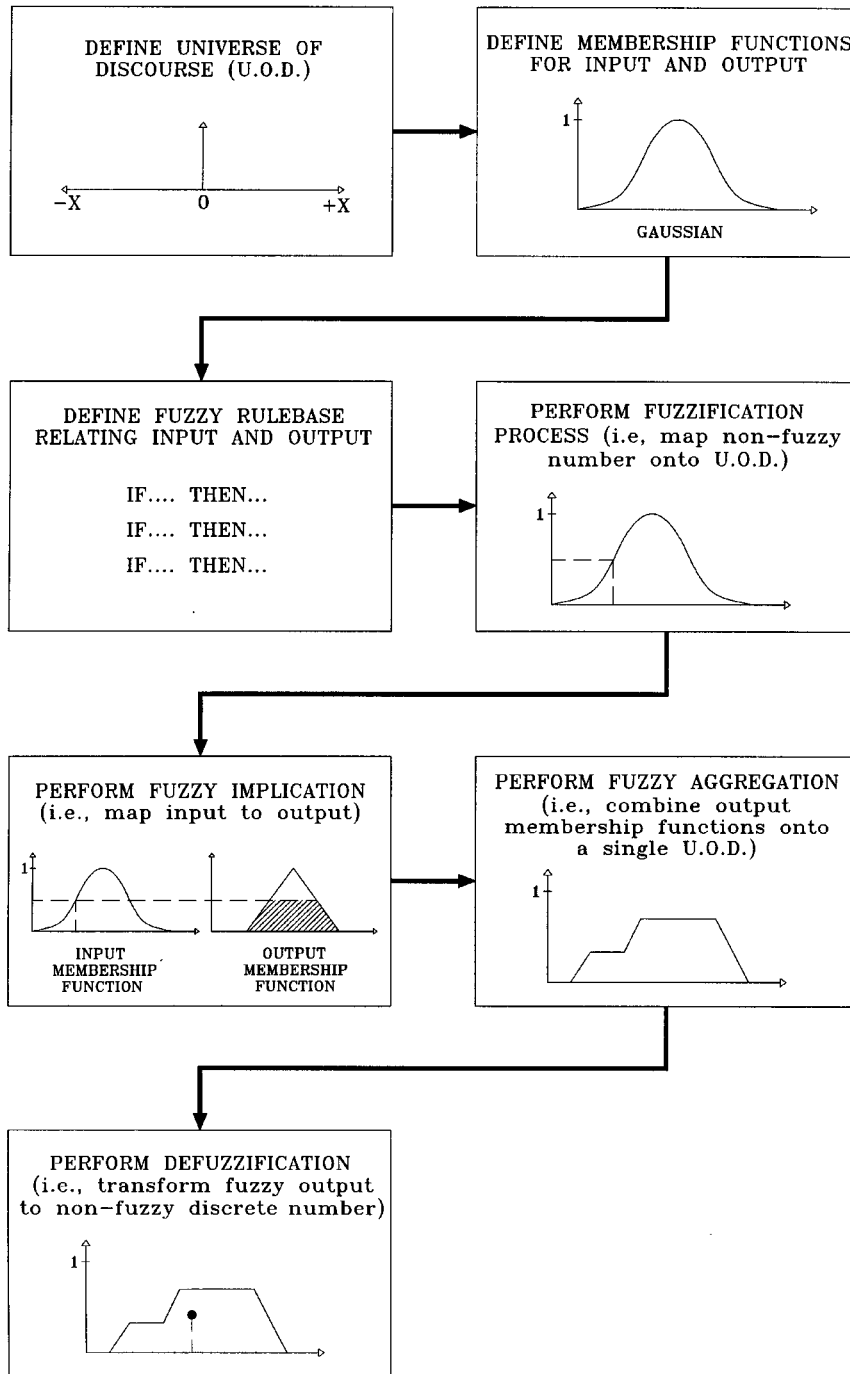 DEFINE UNIVERSE OF
DISCOURSE (U.O.D.)
-X
0
+X
DEFINE MEMBERSHIP FUNCTIONS
FOR INPUT AND OUTPUT
1
GAUSSIAN
DEFINE FUZZY RULEBASE
RELATING INPUT AND OUTPUT
IF.... THEN...
IF.... THEN...
IF.... THEN...
PERFORM FUZZIFICATION
PROCESS (i.e, map non-fuzzy
number onto U.O.D.)
1
PERFORM FUZZY IMPLICATION
(i.e., map input to output)
1
INPUT
MEMBERSHIP
FUNCTION
OUTPUT
MEMBERSHIP
FUNCTION
PERFORM FUZZY AGGREGATION
(i.e., combine output
membership functions onto
a single U.O.D.)
1
PERFORM DEFUZZIFICATION
(i.e., transform fuzzy output
to non-fuzzy discrete number)
1